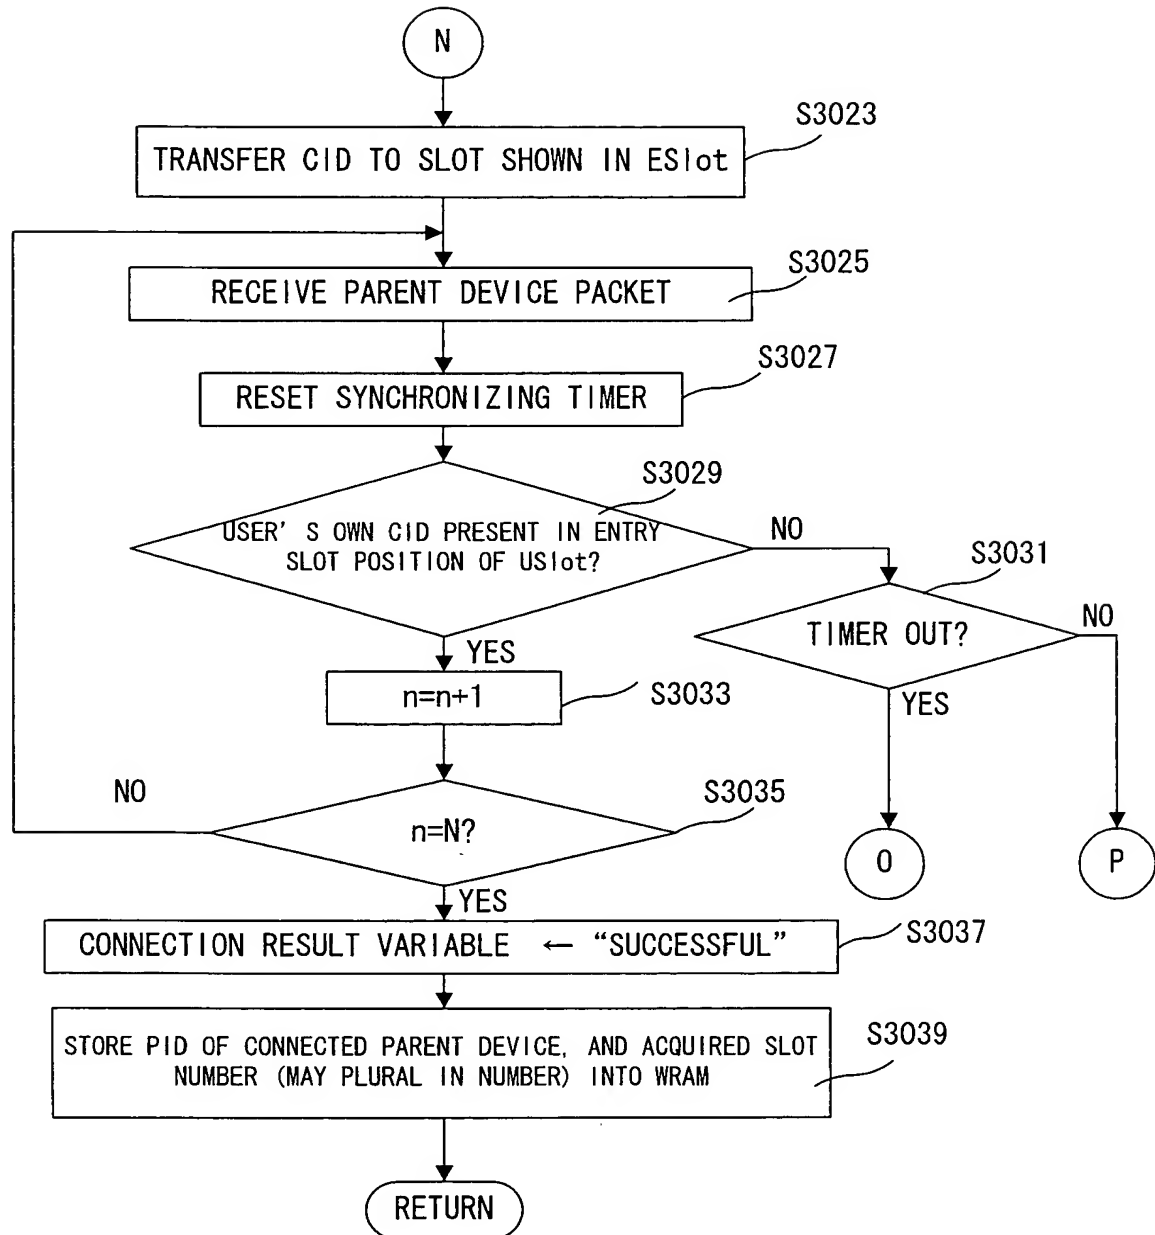 N
S3023
TRANSFER CID TO SLOT SHOWN IN ESlot
S3025
RECEIVE PARENT DEVICE PACKET
S3027
RESET SYNCHRONIZING TIMER
S3029
USER'S OWN CID PRESENT IN ENTRY
SLOT POSITION OF USlot?
NO
S3031
TIMER OUT?
NO
YES
n=n+1
S3033
YES
NO
n=N?
S3035
O
P
YES
CONNECTION RESULT VARIABLE ← “SUCCESSFUL”
S3037
STORE PID OF CONNECTED PARENT DEVICE, AND ACQUIRED SLOT
NUMBER (MAY PLURAL IN NUMBER) INTO WRAM
S3039
RETURN